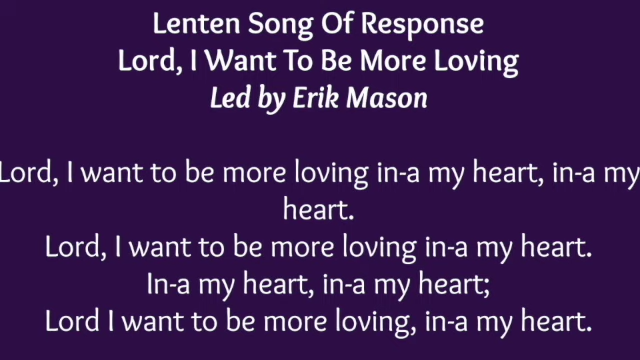 Lenten Song Of Response
Lord, I Want To Be More Loving
Led by Erik Mason
Lord, I want to be more loving in-a my heart, in-a my
heart.
Lord, I want to be more loving in-a my heart.
In-a my heart, in-a my heart;
Lord I want to be more loving, in-a my heart.